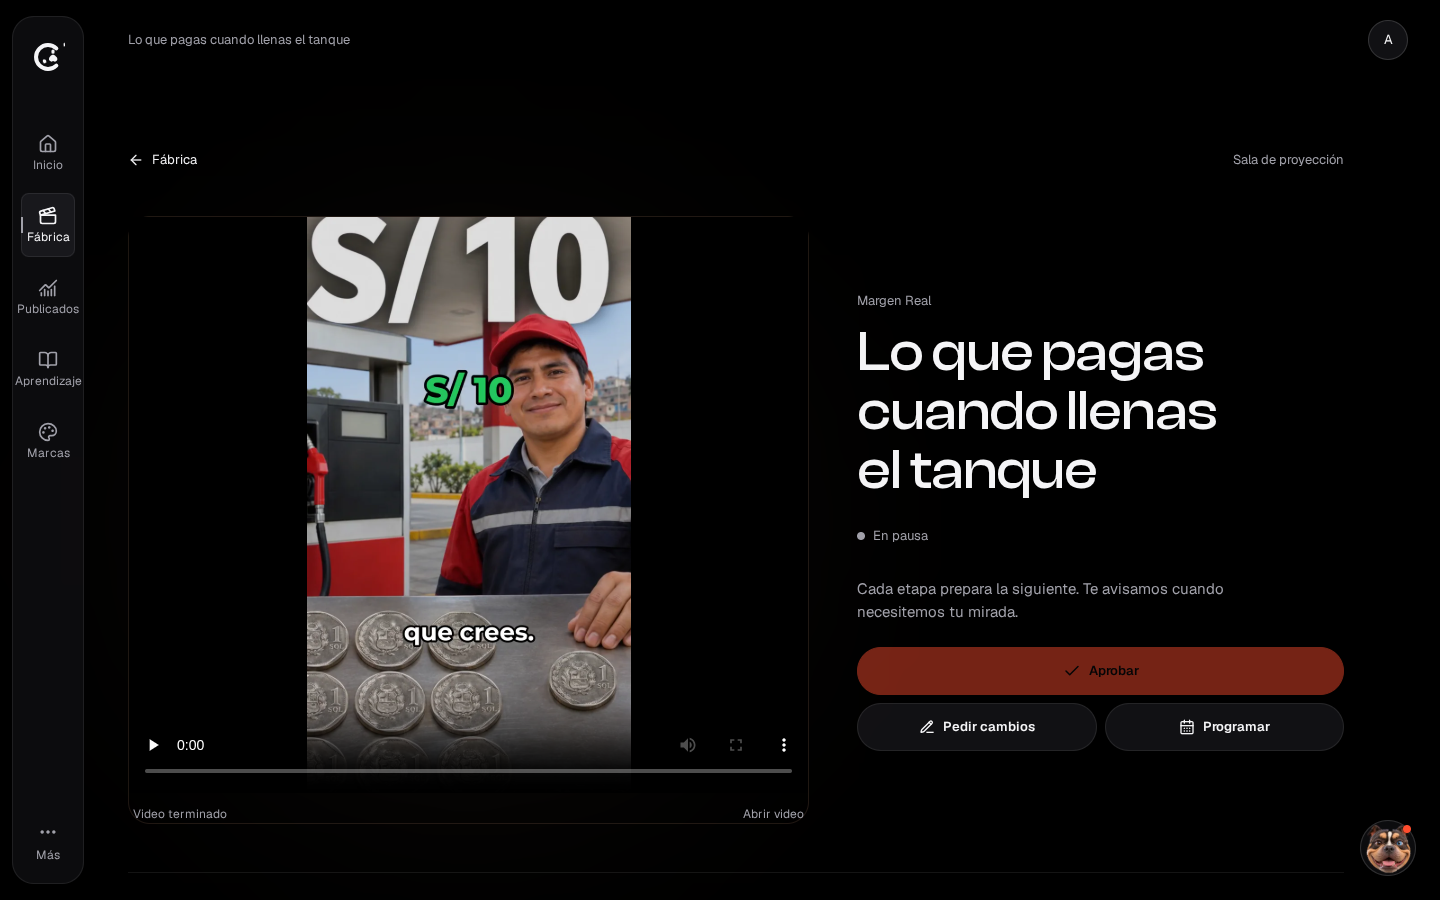 Lo que pagas cuando llenas el tanque
A
Inicio
Fábrica
Publicados
Aprendizaje
Marcas
Más
Fábrica
Sala de proyección
S/ 10
S/ 10
que crees.
0:00
Video terminado
Abrir video
Margen Real
Lo que pagas
cuando llenas
el tanque
En pausa
Cada etapa prepara la siguiente. Te avisamos cuando
necesitemos tu mirada.
Aprobar
Pedir cambios
Programar